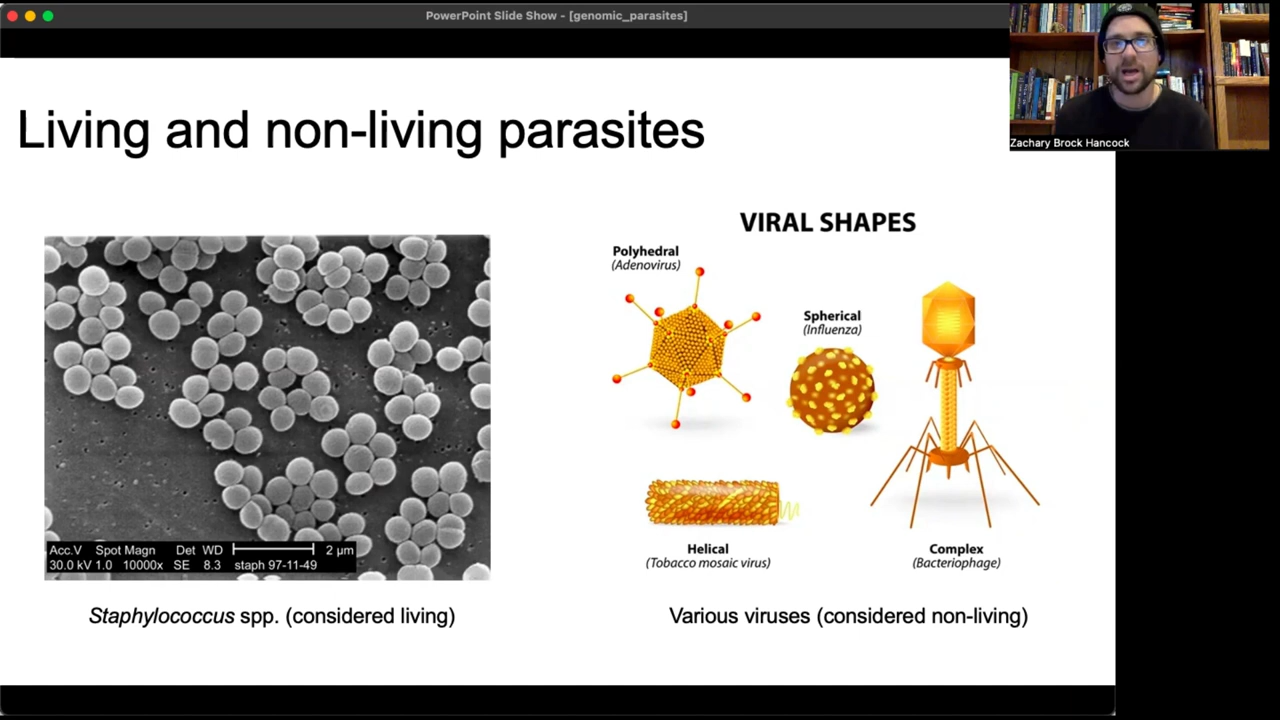 PowerPoint Slide Show - [genomic_parasites]
Zachary Brock Hancock
Living and non-living parasites
Acc.V Spot Magn Det WD 2 µm
30.0 kV 1.0 10000x SE 8.3 staph 97-11-49
Staphylococcus spp. (considered living)
VIRAL SHAPES
Polyhedral
(Adenovirus)
Spherical
(Influenza)
Helical
(Tobacco mosaic virus)
Complex
(Bacteriophage)
Various viruses (considered non-living)